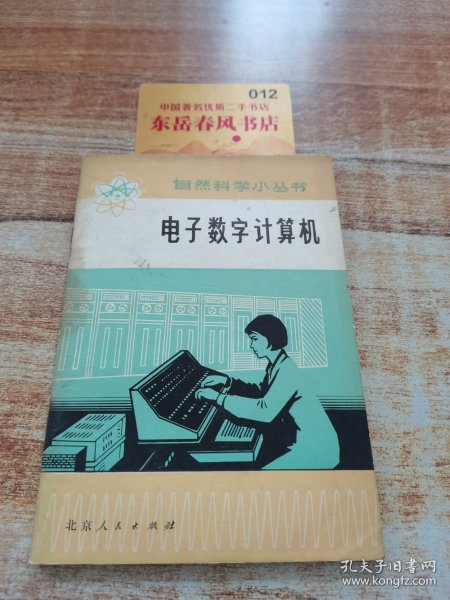 012
中国著名优质二手书店
东岳春风书店
自然科学小丛书
电子数字计算机
北京人民出版社
孔夫子旧书网
www.kongfz.com